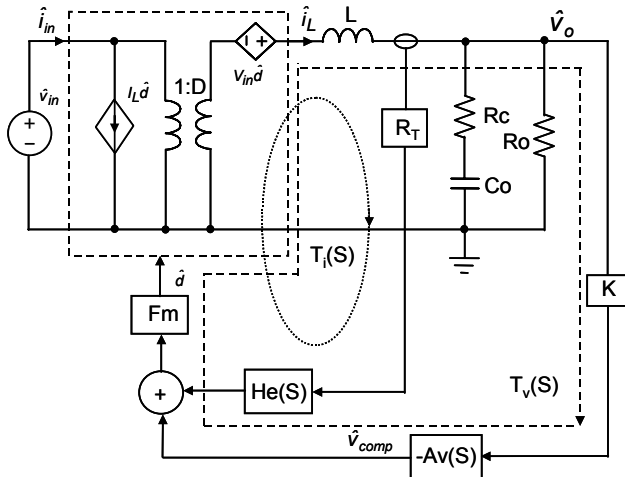 î_in
î_L
L
v̂_o
V_in d̂
v̂_in
+
−
I_L d̂
1:D
− +
R_T
Rc
Ro
Co
T_i(S)
d̂
Fm
K
+
He(S)
T_v(S)
v̂_comp
-Av(S)